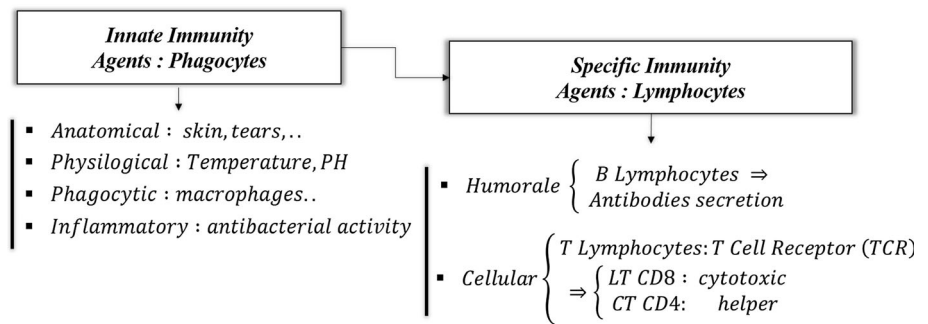 Innate Immunity
Agents : Phagocytes
Specific Immunity
Agents : Lymphocytes
▪ Anatomical : skin, tears, ..
▪ Physilogical : Temperature, PH
▪ Phagocytic : macrophages..
▪ Inflammatory : antibacterial activity
▪ Humorale { B Lymphocytes ⇒
Antibodies secretion
▪ Cellular { T Lymphocytes: T Cell Receptor (TCR)
⇒ { LT CD8 : cytotoxic
CT CD4: helper